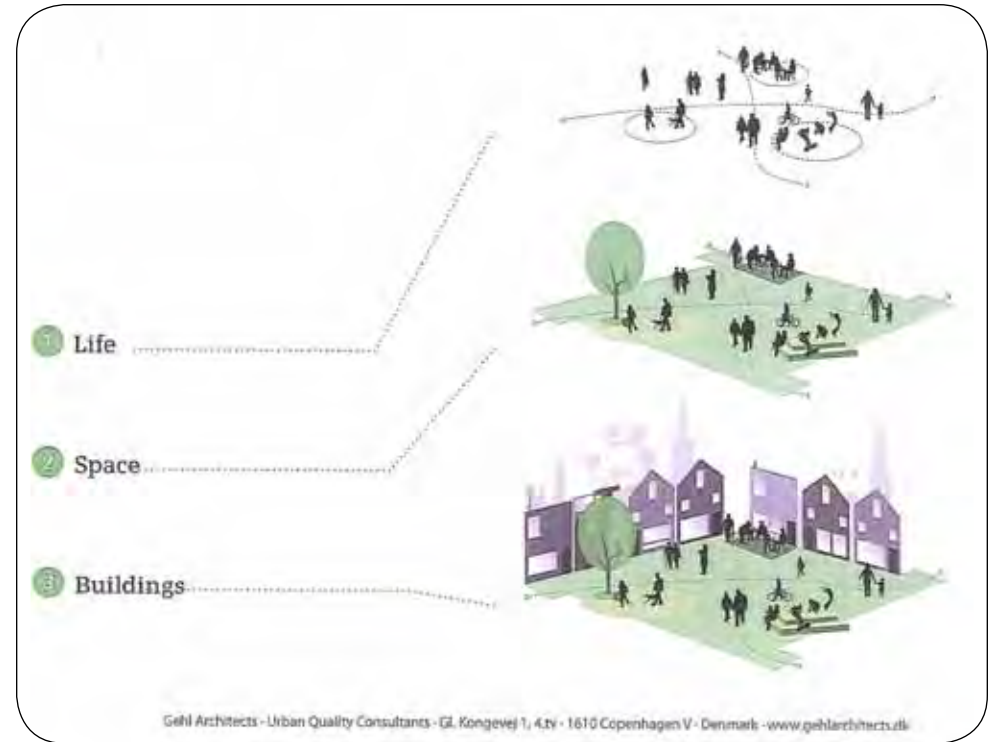 1 Life
2 Space
3 Buildings
Gehl Architects - Urban Quality Consultants - Gl. Kongevej 1, 4.tv - 1610 Copenhagen V - Denmark - www.gehlarchitects.dk